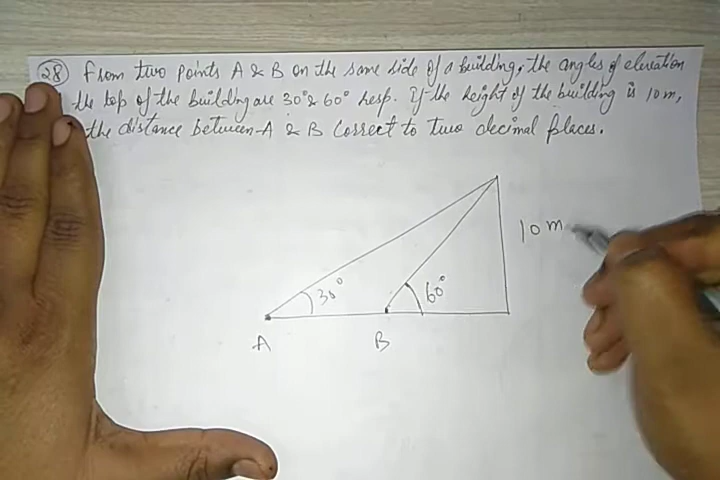 28 From two points A & B on the same side of a building, the angles of elevation
the top of the building are 30° & 60° resp. If the height of the building is 10 m,
the distance between A & B Correct to two decimal places.
10 m
30°
60°
A
B